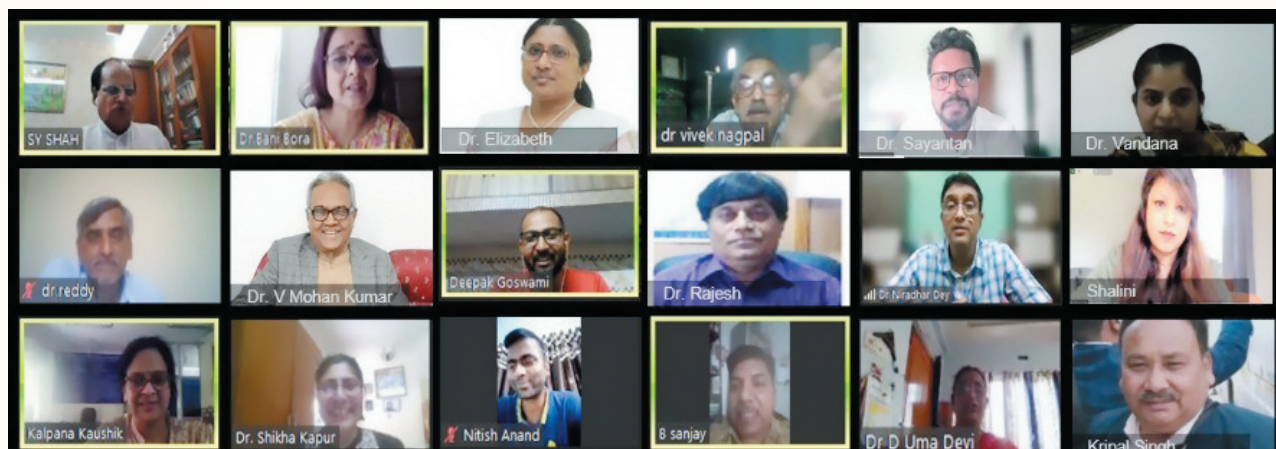 SY SHAH
Dr.Bani Bora
Dr. Elizabeth
dr vivek nagpal
Dr. Sayantan
Dr. Vandana
dr.reddy
Dr. V Mohan Kumar
Deepak Goswami
Dr. Rajesh
Dr Niradhar Dey
Shalini
Kalpana Kaushik
Dr. Shikha Kapur
Nitish Anand
B sanjay
Dr D Uma Devi
Kripal Singh